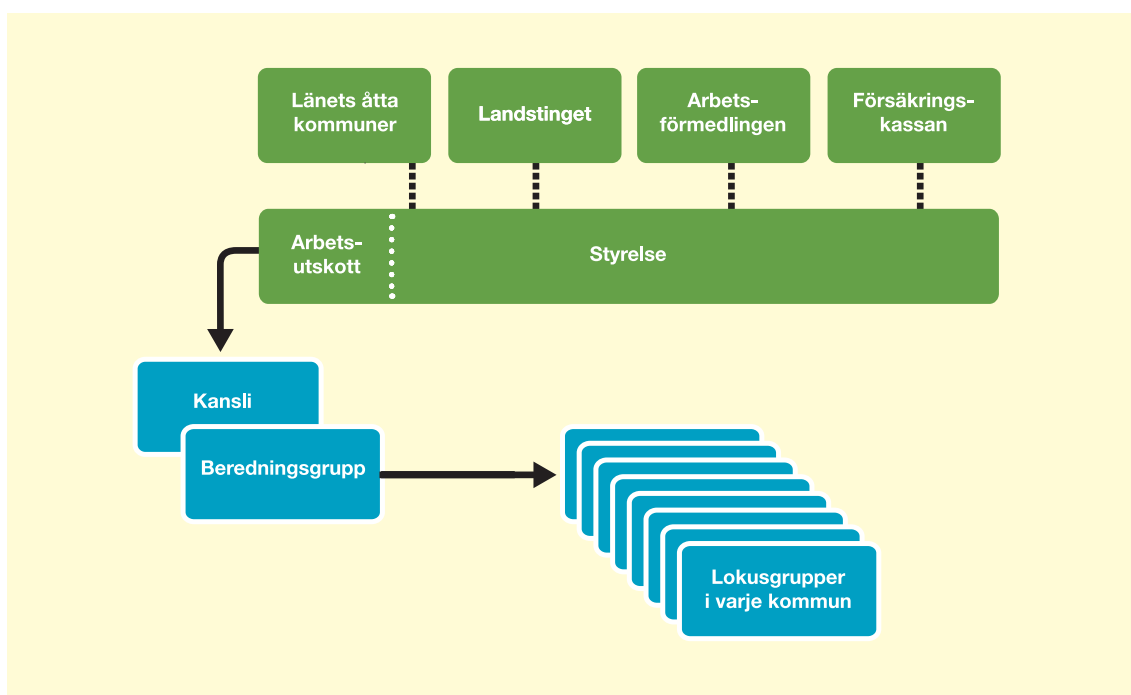 Länets åtta
kommuner
Landstinget
Arbets-
förmedlingen
Försäkrings-
kassan
Arbets-
utskott
Styrelse
Kansli
Beredningsgrupp
Lokusgrupper
i varje kommun